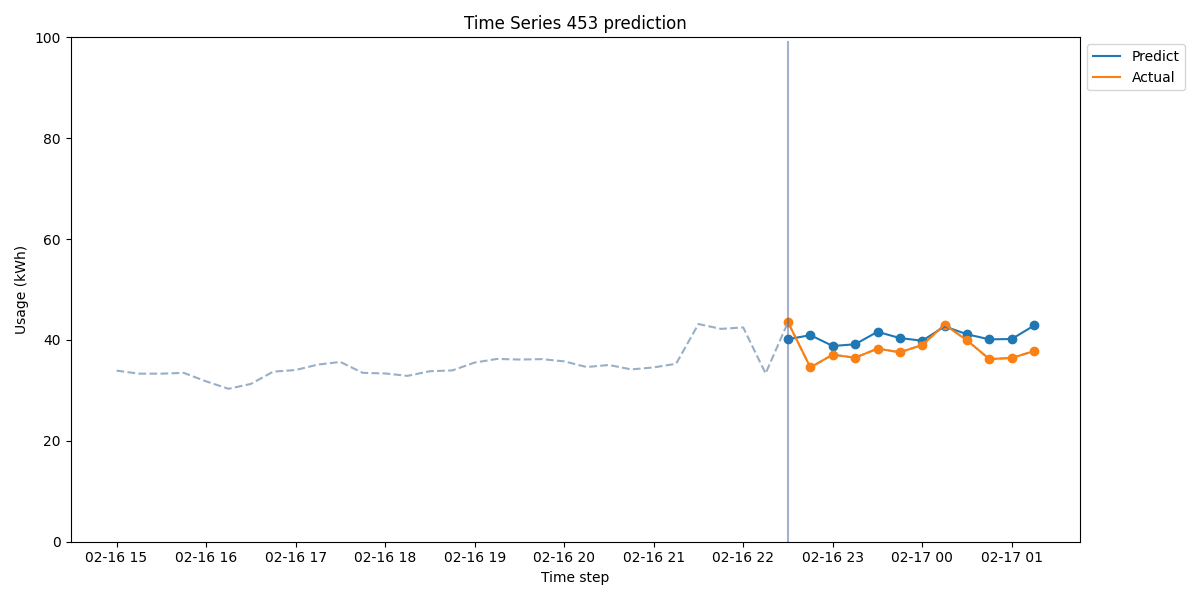 Time Series 453 prediction
Predict
Actual
Usage (kWh)
100
80
60
40
20
0
02-16 15 02-16 16 02-16 17 02-16 18 02-16 19 02-16 20 02-16 21 02-16 22 02-16 23 02-17 00 02-17 01
Time step